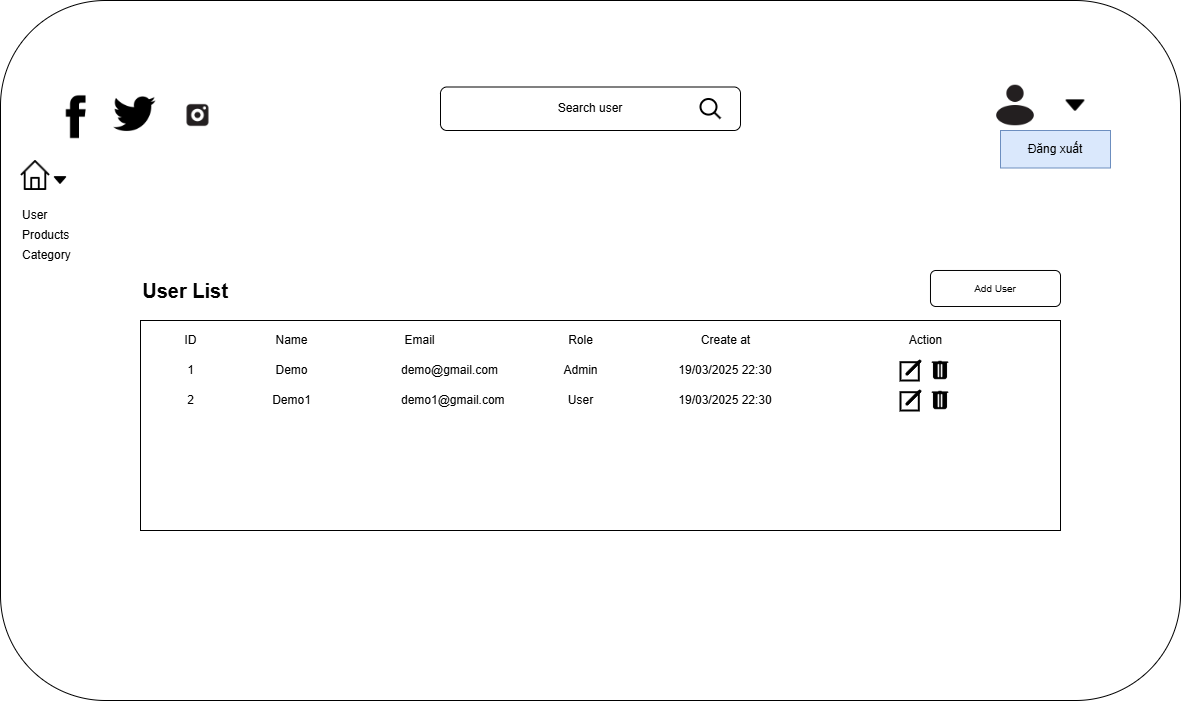 Search user
Đăng xuất
User
Products
Category
User List
Add User
ID Name Email Role Create at Action
1 Demo demo@gmail.com Admin 19/03/2025 22:30
2 Demo1 demo1@gmail.com User 19/03/2025 22:30